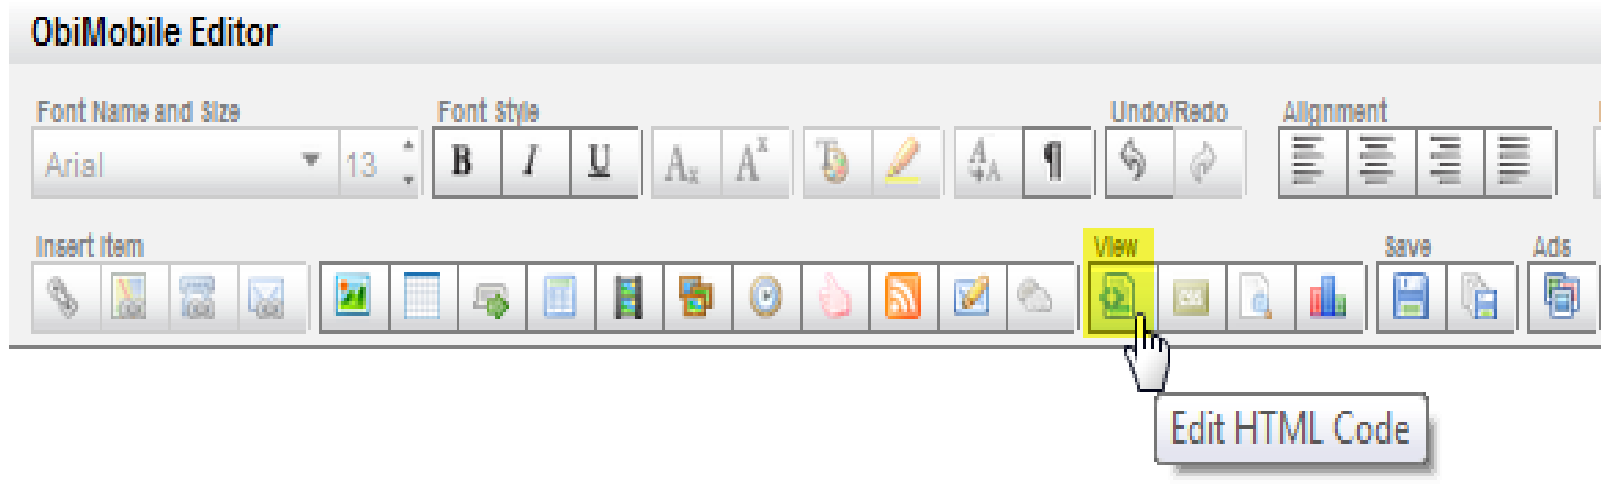 ObiMobile Editor
Font Name and Size Font Style Undo/Redo Alignment
Arial 13 B I U
Insert Item View Save Ads
CSS
Edit HTML Code